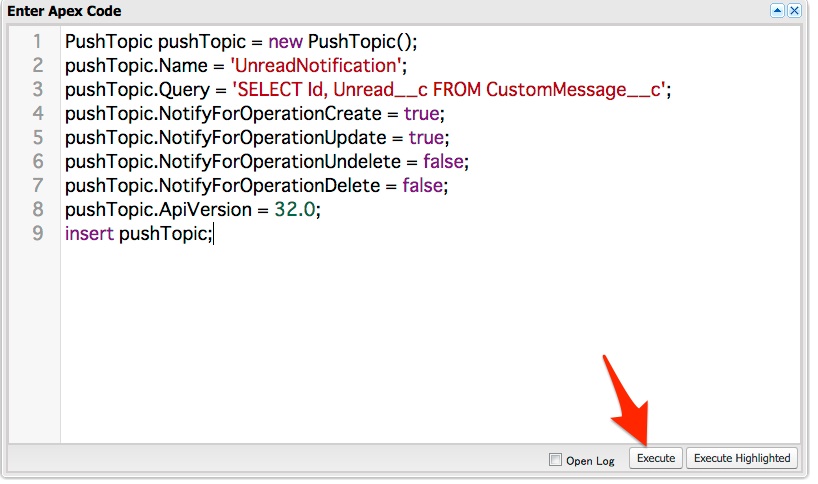 Enter Apex Code
1 PushTopic pushTopic = new PushTopic();
2 pushTopic.Name = 'UnreadNotification';
3 pushTopic.Query = 'SELECT Id, Unread__c FROM CustomMessage__c';
4 pushTopic.NotifyForOperationCreate = true;
5 pushTopic.NotifyForOperationUpdate = true;
6 pushTopic.NotifyForOperationUndelete = false;
7 pushTopic.NotifyForOperationDelete = false;
8 pushTopic.ApiVersion = 32.0;
9 insert pushTopic;
Open Log Execute Execute Highlighted